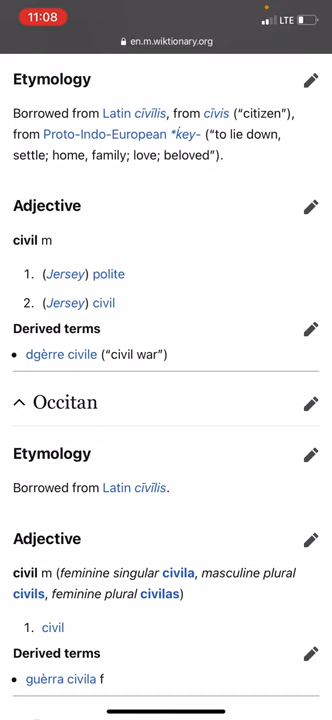 11:08
LTE
en.m.wiktionary.org
Etymology
Borrowed from Latin cīvīlis, from cīvis (“citizen”),
from Proto-Indo-European *ḱey- (“to lie down,
settle; home, family; love; beloved”).
Adjective
civil m
1. (Jersey) polite
2. (Jersey) civil
Derived terms
• dgèrre civile (“civil war”)
Occitan
Etymology
Borrowed from Latin cīvīlis.
Adjective
civil m (feminine singular civila, masculine plural
civils, feminine plural civilas)
1. civil
Derived terms
• guèrra civila f